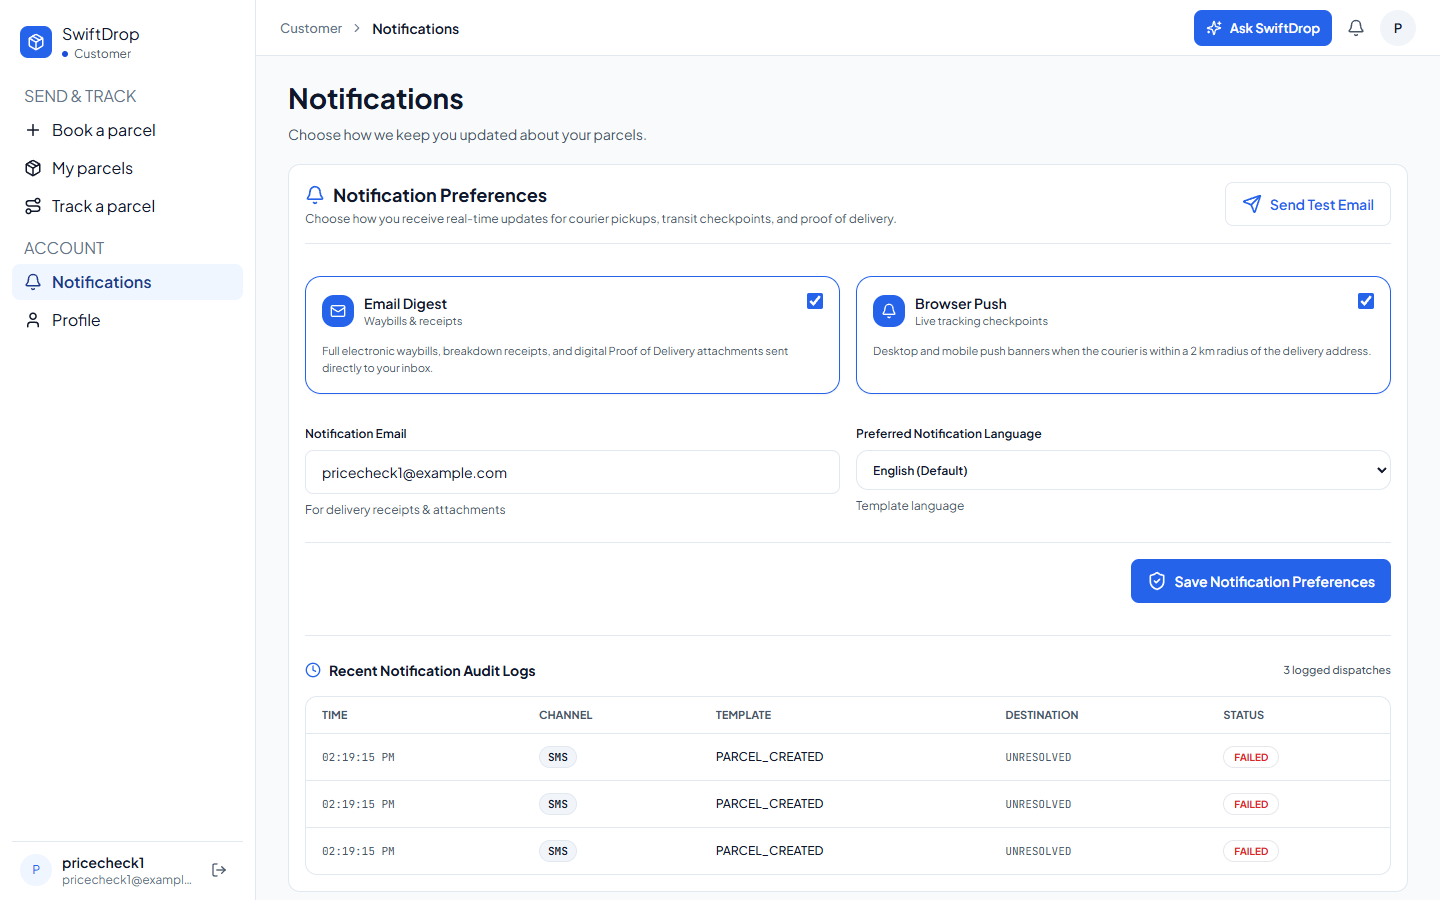 SwiftDrop
Customer
SEND & TRACK
Book a parcel
My parcels
Track a parcel
ACCOUNT
Notifications
Profile
pricecheck1
pricecheck1@exampl...
Customer > Notifications
Ask SwiftDrop
P
Notifications
Choose how we keep you updated about your parcels.
Notification Preferences
Choose how you receive real-time updates for courier pickups, transit checkpoints, and proof of delivery.
Send Test Email
Email Digest
Waybills & receipts
Full electronic waybills, breakdown receipts, and digital Proof of Delivery attachments sent
directly to your inbox.
Browser Push
Live tracking checkpoints
Desktop and mobile push banners when the courier is within a 2 km radius of the delivery address.
Notification Email
pricecheck1@example.com
For delivery receipts & attachments
Preferred Notification Language
English (Default)
Template language
Save Notification Preferences
Recent Notification Audit Logs
3 logged dispatches
TIME CHANNEL TEMPLATE DESTINATION STATUS
02:19:15 PM SMS PARCEL_CREATED UNRESOLVED FAILED
02:19:15 PM SMS PARCEL_CREATED UNRESOLVED FAILED
02:19:15 PM SMS PARCEL_CREATED UNRESOLVED FAILED
P